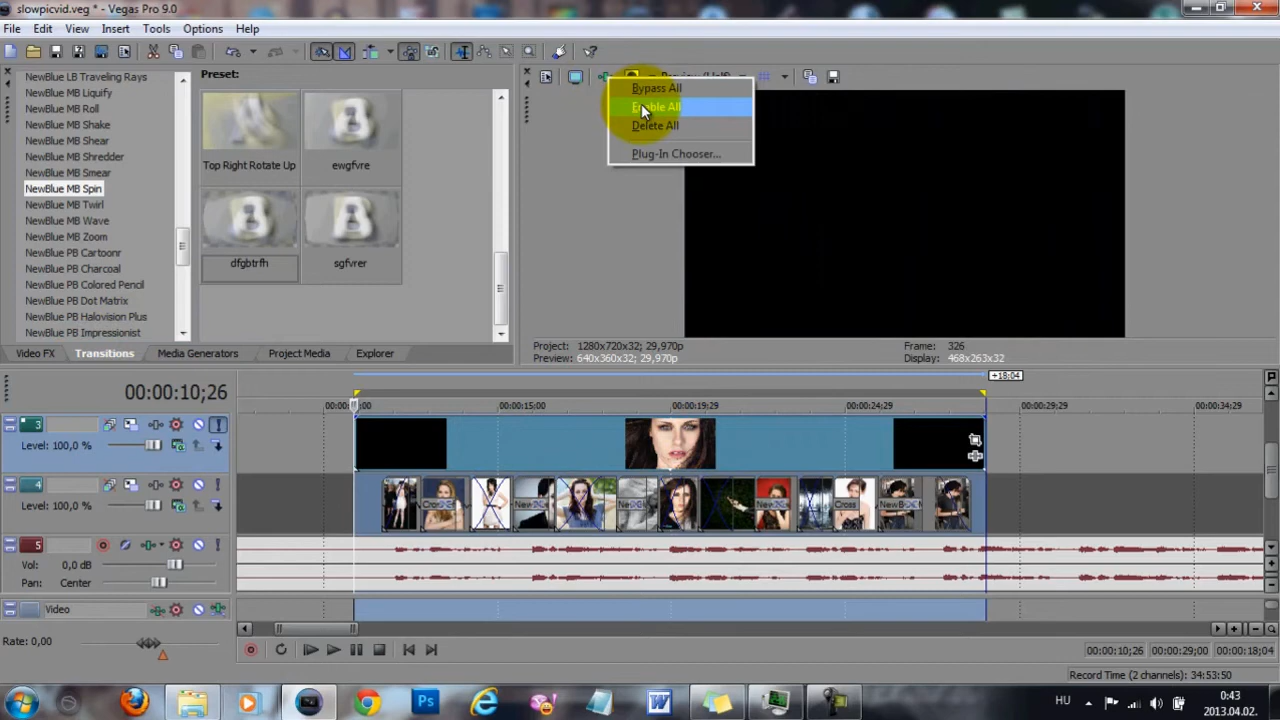 slowpicvid.veg * - Vegas Pro 9.0
File Edit View Insert Tools Options Help
NewBlue LB Traveling Rays
NewBlue MB Liquify
NewBlue MB Roll
NewBlue MB Shake
NewBlue MB Shear
NewBlue MB Shredder
NewBlue MB Smear
NewBlue MB Spin
NewBlue MB Twirl
NewBlue MB Wave
NewBlue MB Zoom
NewBlue PB Cartoonr
NewBlue PB Charcoal
NewBlue PB Colored Pencil
NewBlue PB Dot Matrix
NewBlue PB Halovision Plus
NewBlue PB Impressionist
Preset:
Top Right Rotate Up
ewgfvre
dfgbtrfh
sgfvrer
Preview (Half)
Bypass All
Enable All
Delete All
Plug-In Chooser...
Project: 1280x720x32; 29,970p
Preview: 640x360x32; 29,970p
Frame: 326
Display: 468x263x32
Video FX Transitions Media Generators Project Media Explorer
00:00:10;26
+18;04
00:00:15;00 00:00:19;29 00:00:24;29 00:00:29;29 00:00:34;29
3
Level: 100,0 %
4
Level: 100,0 %
Cross
5
Vol: 0,0 dB
Pan: Center
Video
Rate: 0,00
00:00:10;26 00:00:29;00 00:00:18;04
Record Time (2 channels): 34:53:50
Ps
W
HU
0:43
2013.04.02.